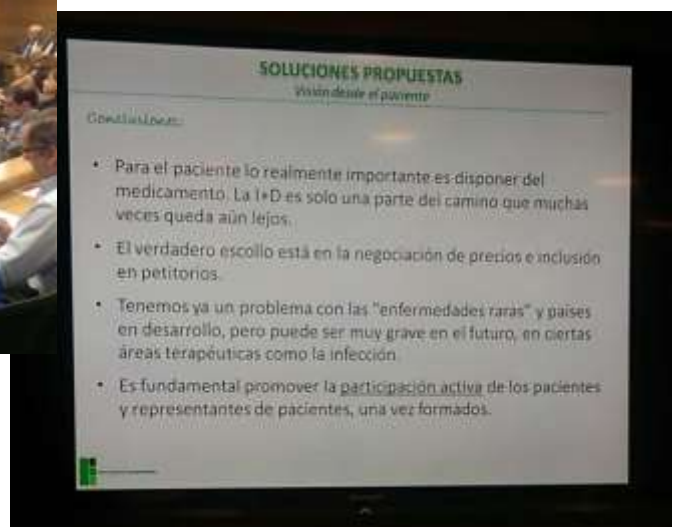 SOLUCIONES PROPUESTAS
Visión desde el paciente
Conclusiones:
• Para el paciente lo realmente importante es disponer del
medicamento. La I+D es solo una parte del camino que muchas
veces queda aún lejos.
• El verdadero escollo está en la negociación de precios e inclusión
en petitorios.
• Tenemos ya un problema con las "enfermedades raras" y países
en desarrollo, pero puede ser muy grave en el futuro, en ciertas
áreas terapéuticas como la infección.
• Es fundamental promover la participación activa de los pacientes
y representantes de pacientes, una vez formados.